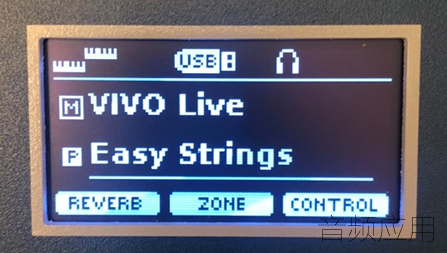 USB
M VIVO Live
P Easy Strings
REVERB ZONE CONTROL
音频应用